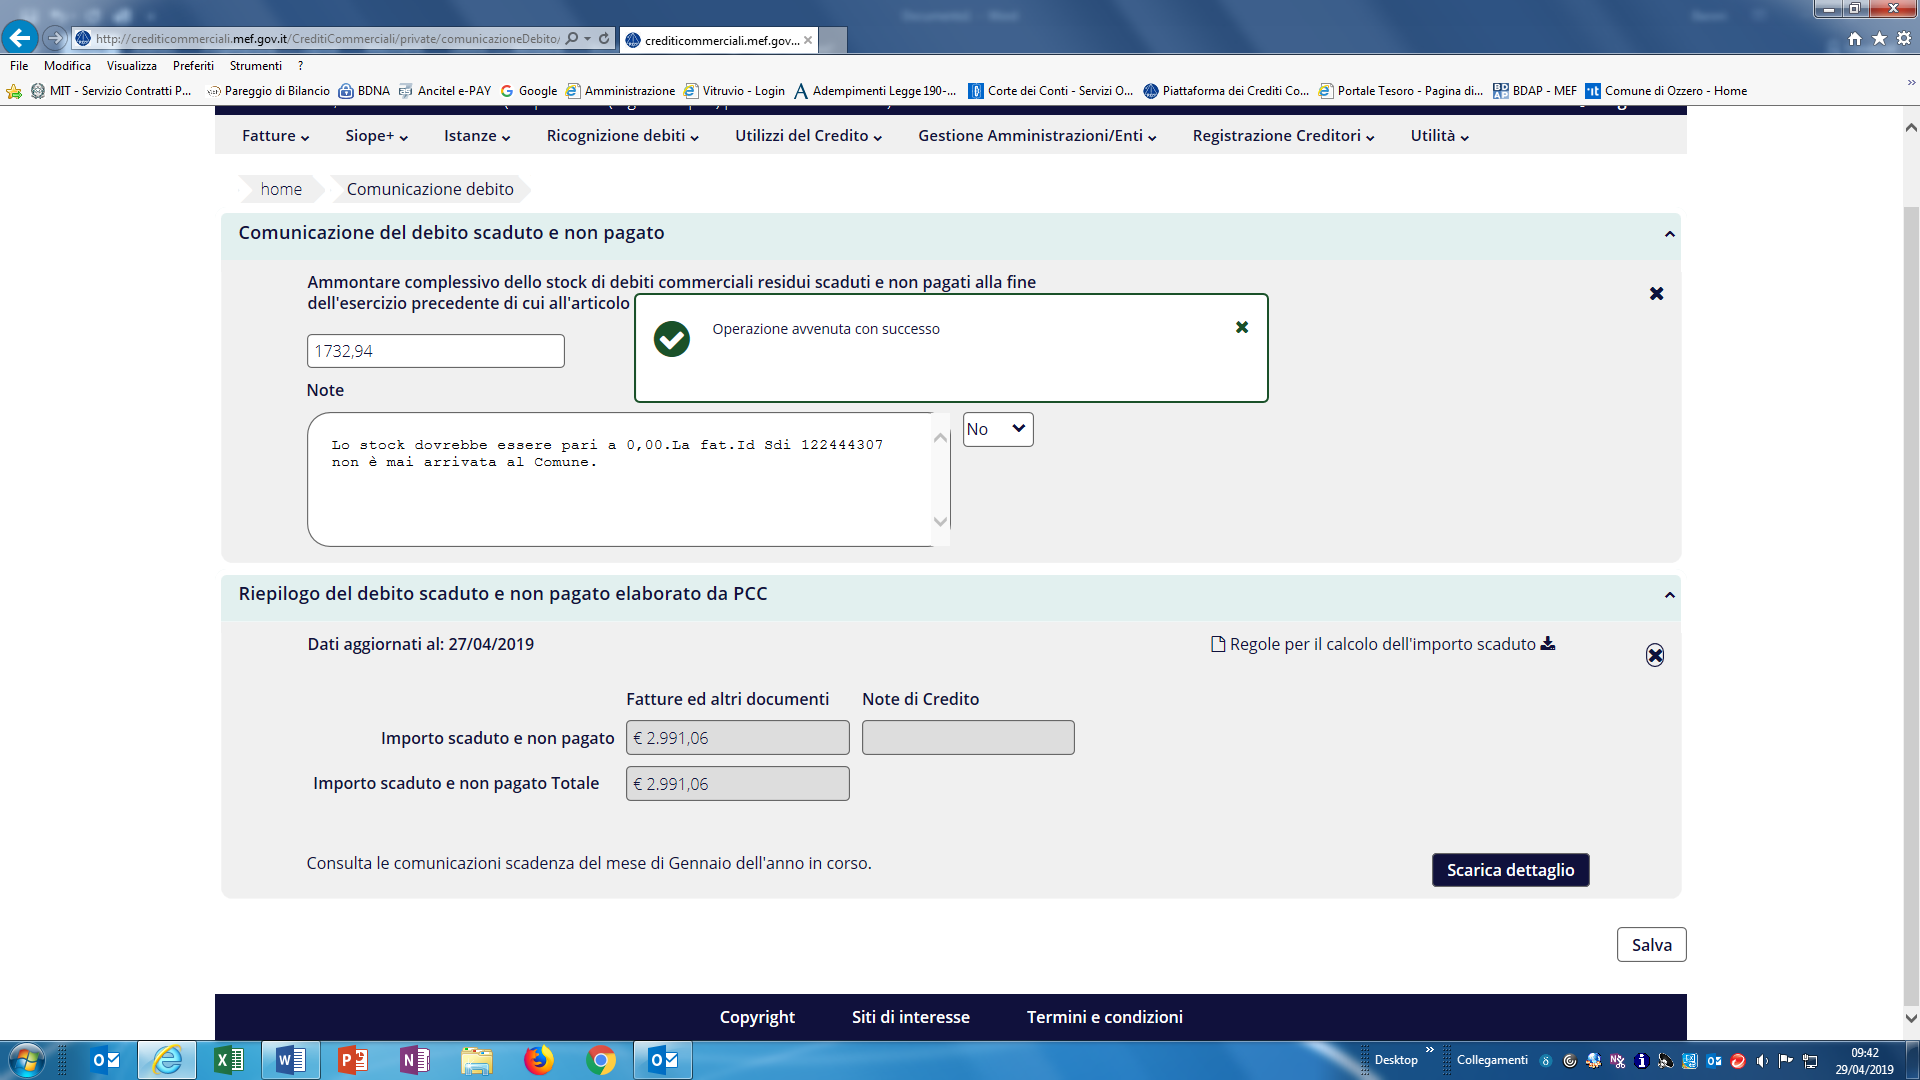 http://crediticommerciali.mef.gov.it/CreditiCommerciali/private/comunicazioneDebito/
crediticommerciali.mef.gov...
File Modifica Visualizza Preferiti Strumenti ?
MIT - Servizio Contratti P... Pareggio di Bilancio BDNA Ancitel e-PAY Google Amministrazione Vitruvio - Login Adempimenti Legge 190-... Corte dei Conti - Servizi O... Piattaforma dei Crediti Co... Portale Tesoro - Pagina di... BDAP - MEF Comune di Ozzero - Home
Fatture Siope+ Istanze Ricognizione debiti Utilizzi del Credito Gestione Amministrazioni/Enti Registrazione Creditori Utilità
home Comunicazione debito
Comunicazione del debito scaduto e non pagato
Ammontare complessivo dello stock di debiti commerciali residui scaduti e non pagati alla fine
dell'esercizio precedente di cui all'articolo
Operazione avvenuta con successo
1732,94
Note
Lo stock dovrebbe essere pari a 0,00.La fat.Id Sdi 122444307
non è mai arrivata al Comune.
No
Riepilogo del debito scaduto e non pagato elaborato da PCC
Dati aggiornati al: 27/04/2019
Regole per il calcolo dell'importo scaduto
Fatture ed altri documenti Note di Credito
Importo scaduto e non pagato € 2.991,06
Importo scaduto e non pagato Totale € 2.991,06
Consulta le comunicazioni scadenza del mese di Gennaio dell'anno in corso.
Scarica dettaglio
Salva
Copyright Siti di interesse Termini e condizioni
Desktop Collegamenti
09:42
29/04/2019